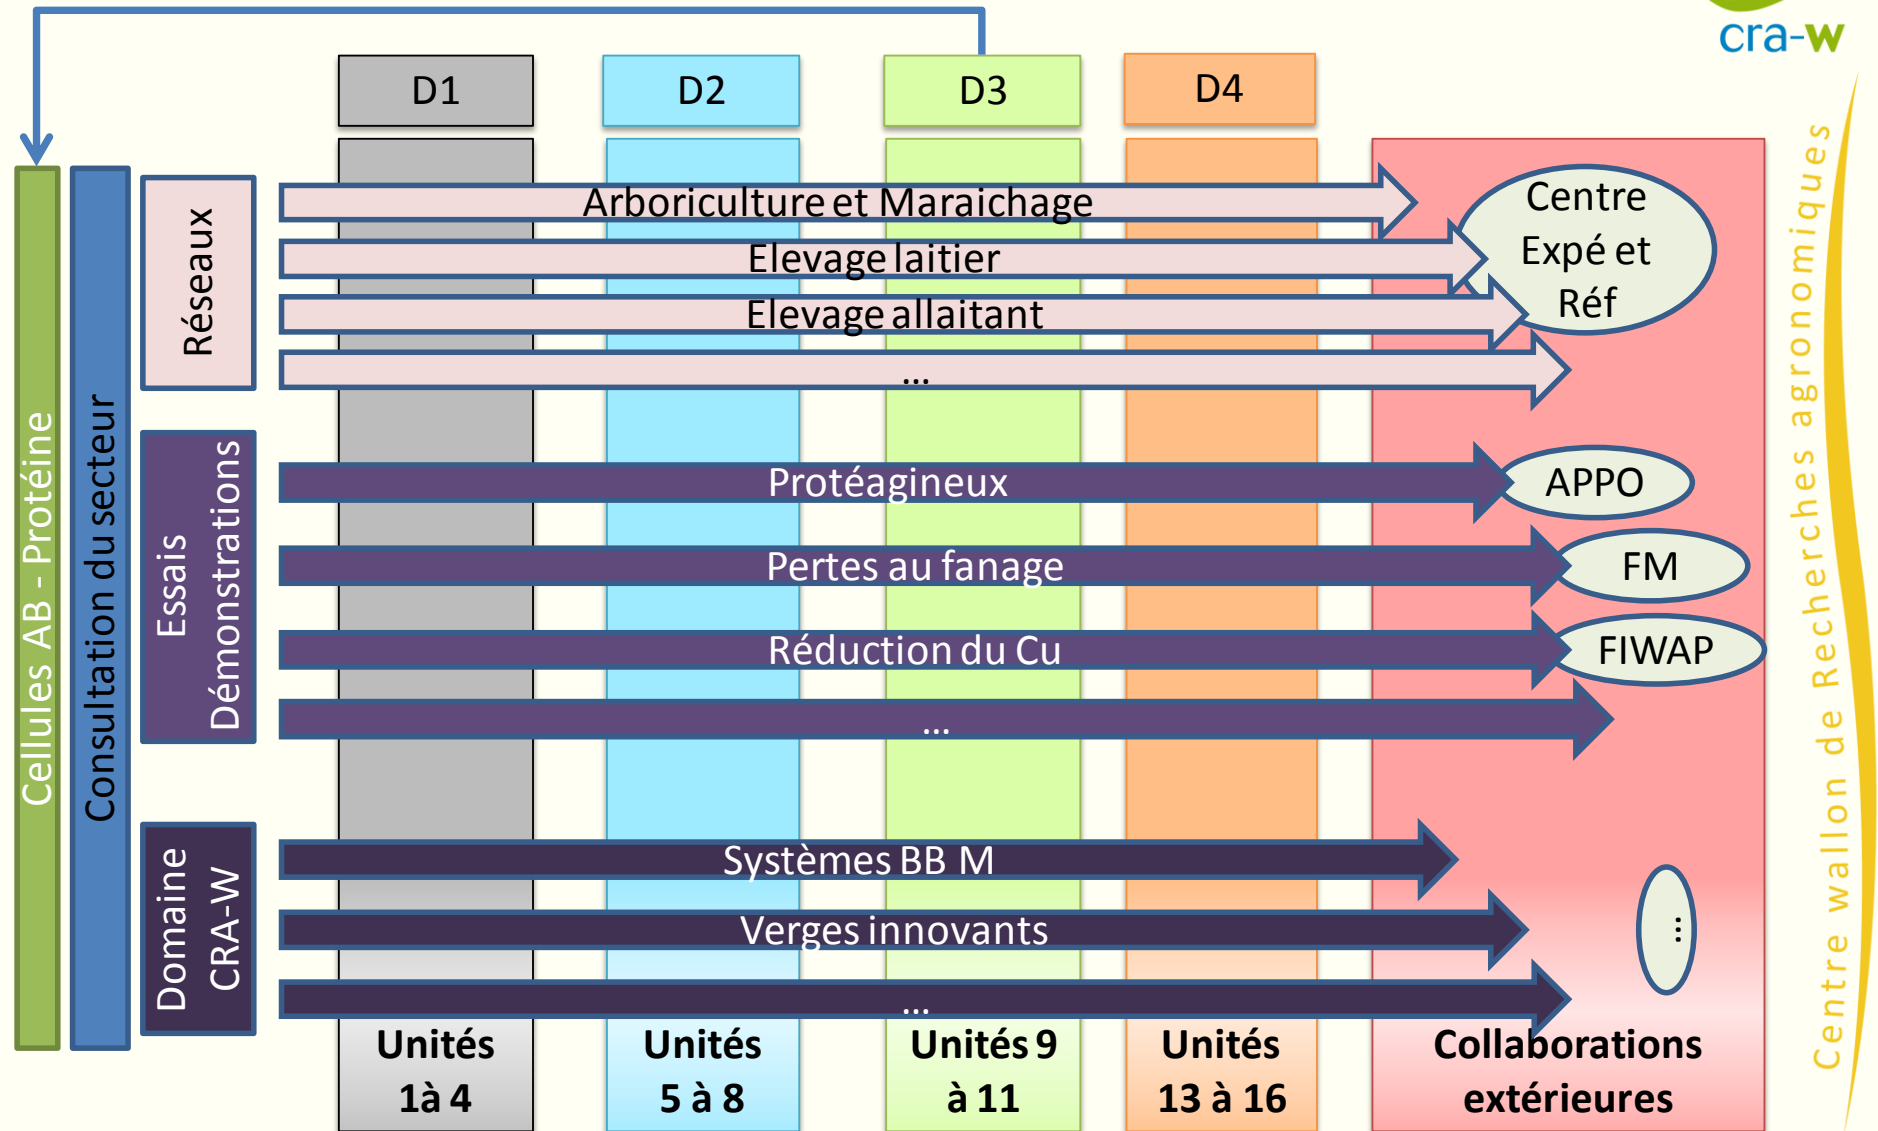 cra-w
D1
D2
D3
D4
Cellules AB - Protéine
Consultation du secteur
Réseaux
Arboriculture et Maraichage
Elevage laitier
Elevage allaitant
...
Centre
Expé et
Réf
Essais
Démonstrations
Protéagineux
APPO
Pertes au fanage
FM
Réduction du Cu
FIWAP
...
Domaine
CRA-W
Systèmes BB M
Verges innovants
...
...
Unités
1à 4
Unités
5 à 8
Unités 9
à 11
Unités
13 à 16
Collaborations
extérieures
Centre wallon de Recherches agronomiques